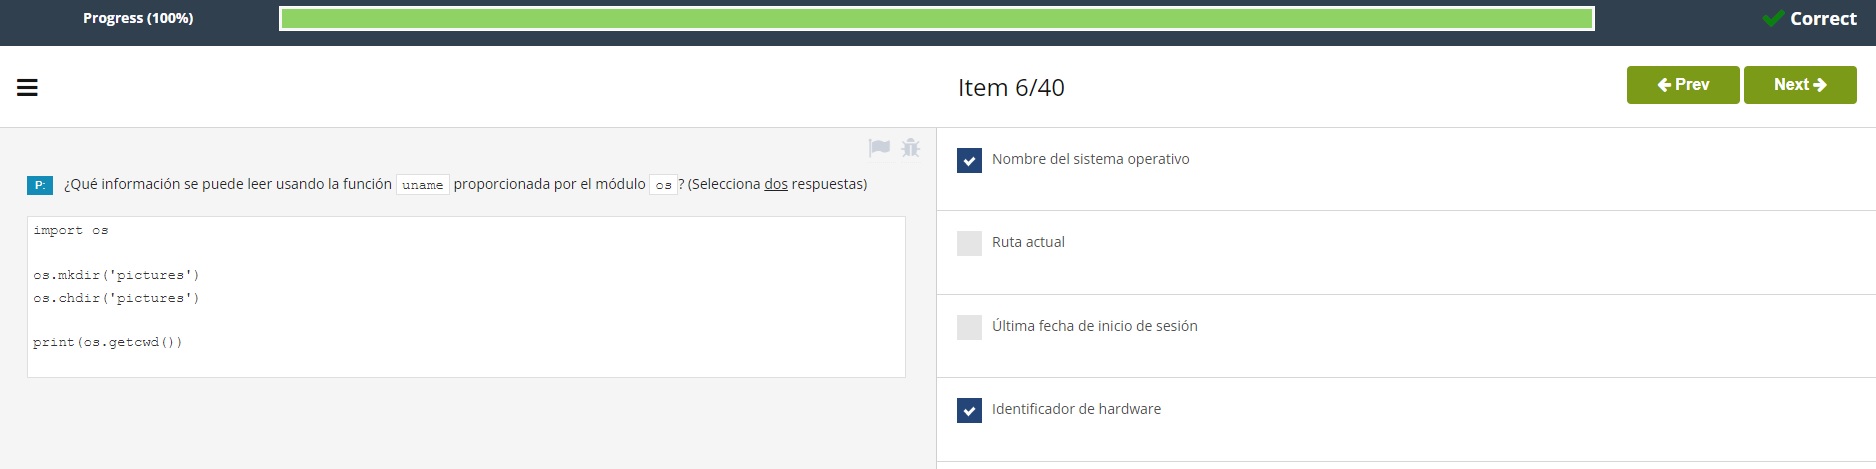 Progress (100%)
Correct
Item 6/40
Prev
Next
P: ¿Qué información se puede leer usando la función uname proporcionada por el módulo os? (Selecciona dos respuestas)
import os
os.mkdir('pictures')
os.chdir('pictures')
print(os.getcwd())
Nombre del sistema operativo
Ruta actual
Última fecha de inicio de sesión
Identificador de hardware